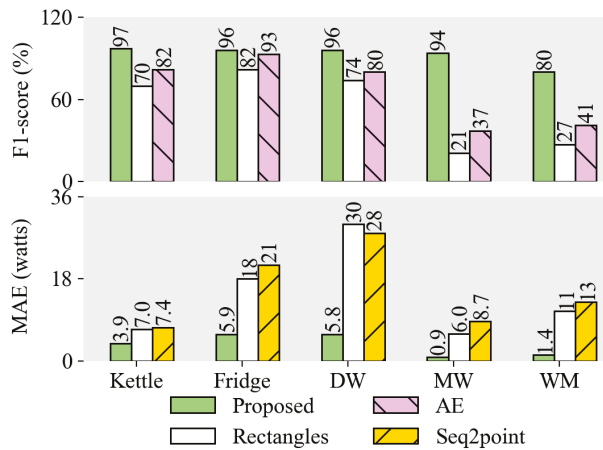 120
60
0
F1-score (%)
97 70 82 96 82 93 96 74 80 94 21 37 80 27 41
36
18
0
MAE (watts)
3.9 7.0 7.4 5.9 18 21 5.8 30 28 0.9 6.0 8.7 1.4 11 13
Kettle Fridge DW MW WM
Proposed AE
Rectangles Seq2point